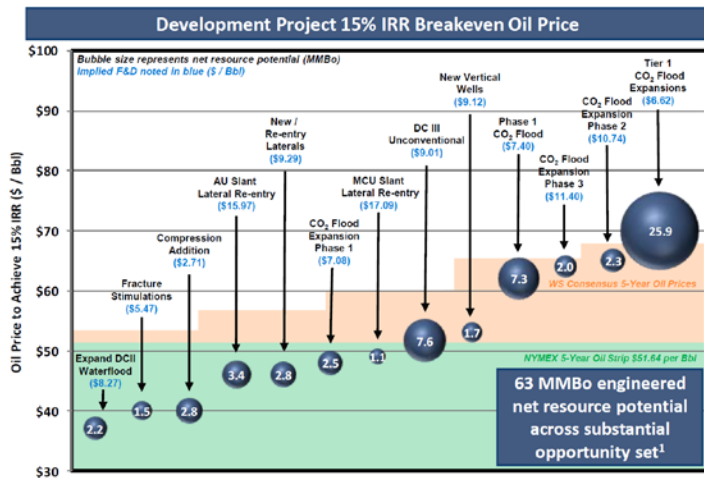 Development Project 15% IRR Breakeven Oil Price
Oil Price to Achieve 15% IRR ($ / Bbl)
$100
$90
$80
$70
$60
$50
$40
$30
Bubble size represents net resource potential (MMBo)
Implied F&D noted in blue ($ / Bbl)
Expand DCII
Waterflood
($8.27)
2.2
Fracture
Stimulations
($5.47)
1.5
Compression
Addition
($2.71)
2.8
AU Slant
Lateral Re-entry
($15.97)
3.4
New /
Re-entry
Laterals
($9.29)
2.8
CO₂ Flood
Expansion
Phase 1
($7.08)
2.5
MCU Slant
Lateral Re-entry
($17.09)
1.1
DC III
Unconventional
($9.01)
7.6
New Vertical
Wells
($9.12)
1.7
Phase 1
CO₂ Flood
($7.40)
7.3
CO₂ Flood
Expansion
Phase 3
($11.40)
2.0
CO₂ Flood
Expansion
Phase 2
($10.74)
2.3
Tier 1
CO₂ Flood
Expansions
($6.62)
25.9
WS Consensus 5-Year Oil Prices
NYMEX 5-Year Oil Strip $51.64 per Bbl
63 MMBo engineered
net resource potential
across substantial
opportunity set¹